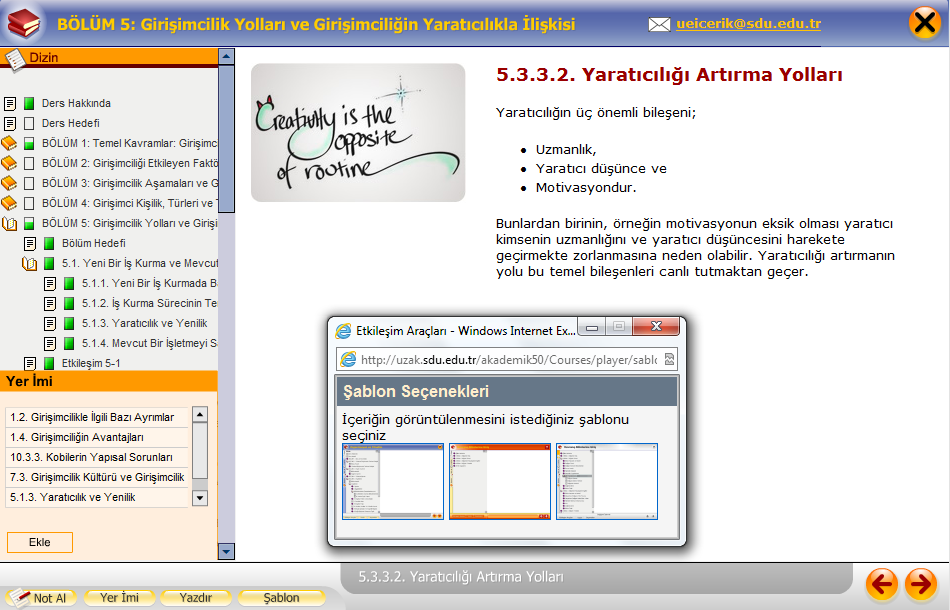 BÖLÜM 5: Girişimcilik Yolları ve Girişimciliğin Yaratıcılıkla İlişkisi
ueicerik@sdu.edu.tr
Dizin
Ders Hakkında
Ders Hedefi
BÖLÜM 1: Temel Kavramlar: Girişimc
BÖLÜM 2: Girişimciliği Etkileyen Faktö
BÖLÜM 3: Girişimcilik Aşamaları ve G
BÖLÜM 4: Girişimci Kişilik, Türleri ve T
BÖLÜM 5: Girişimcilik Yolları ve Girişi
Bölüm Hedefi
5.1. Yeni Bir İş Kurma ve Mevcut
5.1.1. Yeni Bir İş Kurmada B
5.1.2. İş Kurma Sürecinin Te
5.1.3. Yaratıcılık ve Yenilik
5.1.4. Mevcut Bir İşletmeyi S
Etkileşim 5-1
Yer İmi
1.2. Girişimcilikle İlgili Bazı Ayrımlar
1.4. Girişimciliğin Avantajları
10.3.3. Kobilerin Yapısal Sorunları
7.3. Girişimcilik Kültürü ve Girişimcilik
5.1.3. Yaratıcılık ve Yenilik
Ekle
Creativity is the
opposite
of routine
5.3.3.2. Yaratıcılığı Artırma Yolları
Yaratıcılığın üç önemli bileşeni;
• Uzmanlık,
• Yaratıcı düşünce ve
• Motivasyondur.
Bunlardan birinin, örneğin motivasyonun eksik olması yaratıcı
kimsenin uzmanlığını ve yaratıcı düşüncesini harekete
geçirmekte zorlanmasına neden olabilir. Yaratıcılığı artırmanın
yolu bu temel bileşenleri canlı tutmaktan geçer.
Etkileşim Araçları - Windows Internet Ex...
http://uzak.sdu.edu.tr/akademik50/Courses/player/sablo
Şablon Seçenekleri
İçeriğin görüntülenmesini istediğiniz şablonu
seçiniz
5.3.3.2. Yaratıcılığı Artırma Yolları
Not Al
Yer İmi
Yazdır
Şablon